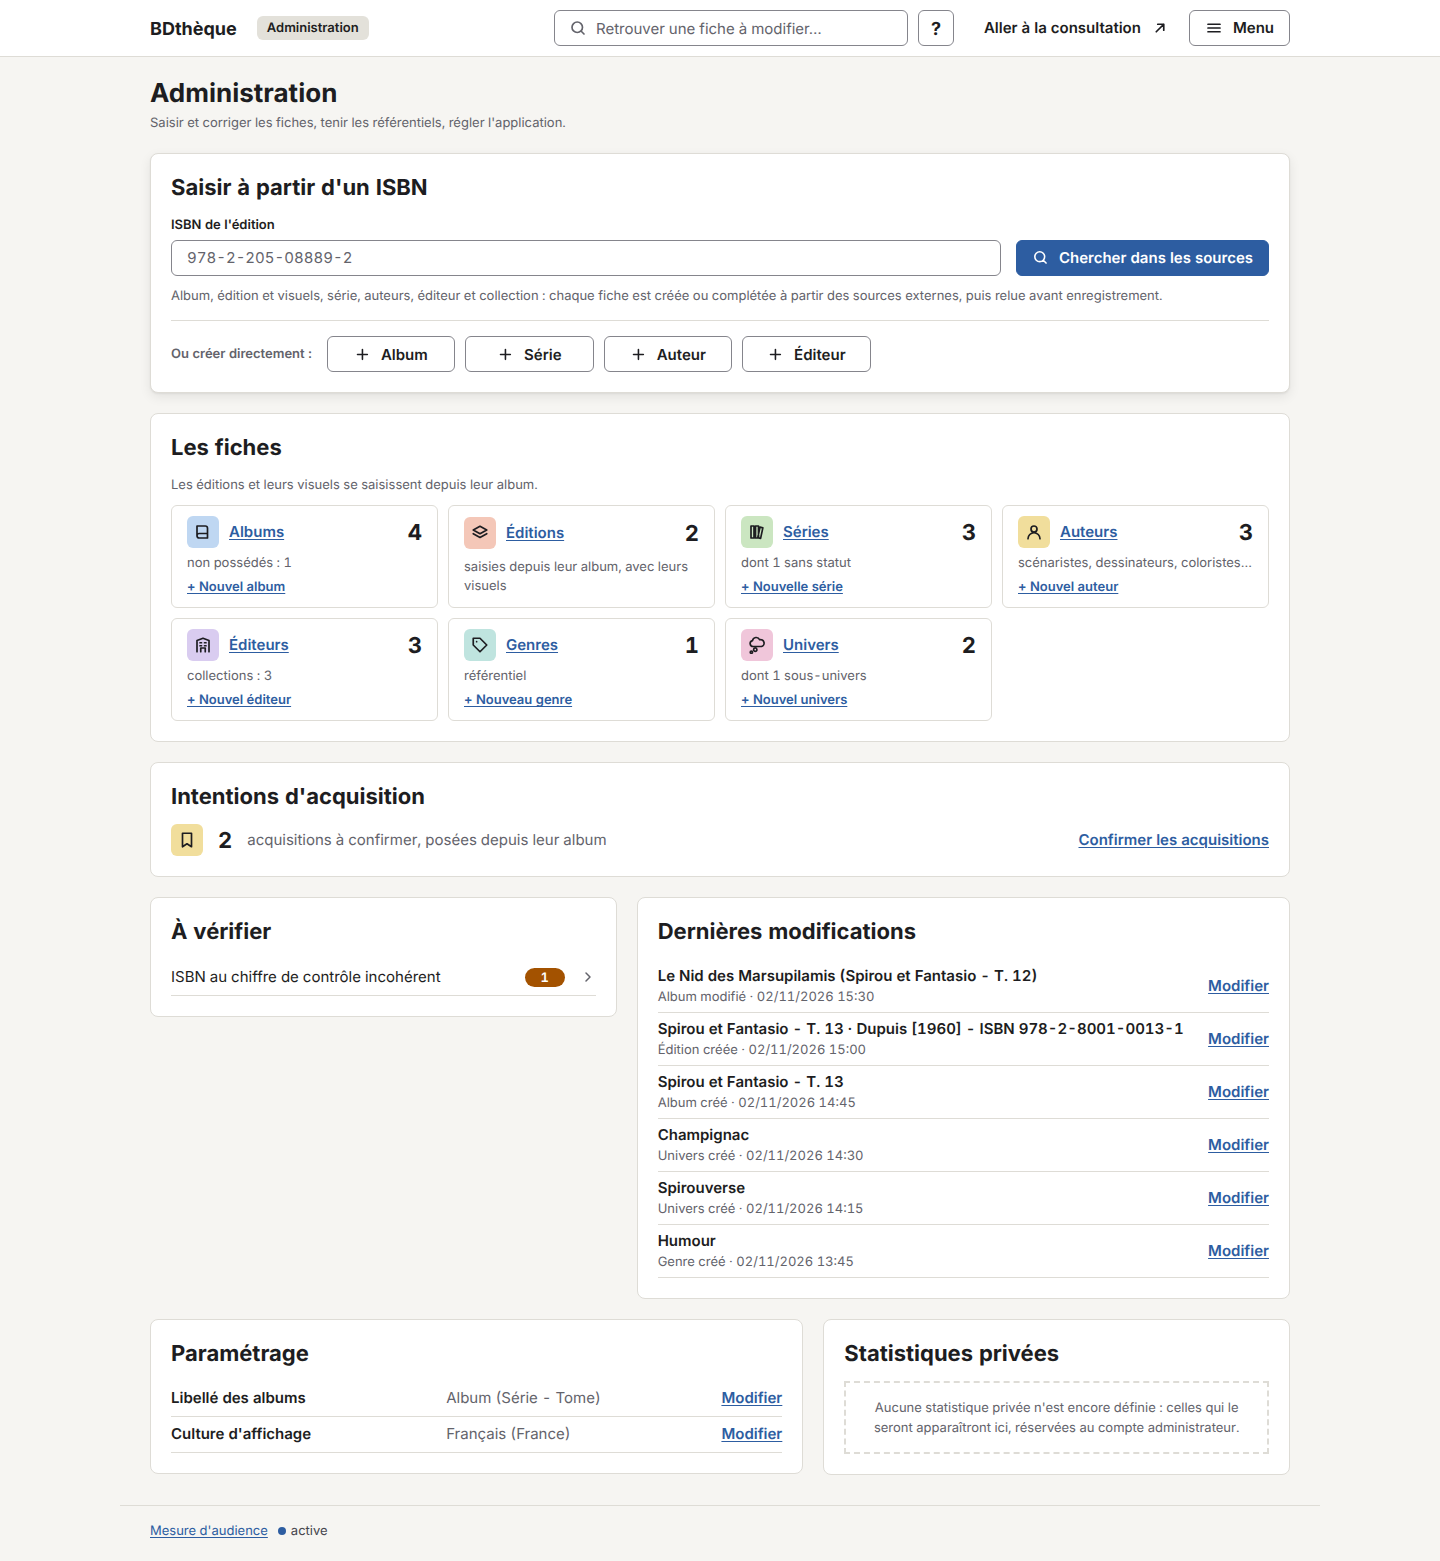 BDthèque
Administration
Retrouver une fiche à modifier...
?
Aller à la consultation
Menu
Administration
Saisir et corriger les fiches, tenir les référentiels, régler l'application.
Saisir à partir d'un ISBN
ISBN de l'édition
978-2-205-08889-2
Chercher dans les sources
Album, édition et visuels, série, auteurs, éditeur et collection : chaque fiche est créée ou complétée à partir des sources externes, puis relue avant enregistrement.
Ou créer directement :
+ Album
+ Série
+ Auteur
+ Éditeur
Les fiches
Les éditions et leurs visuels se saisissent depuis leur album.
Albums 4
non possédés : 1
+ Nouvel album
Éditions 2
saisies depuis leur album, avec leurs
visuels
Séries 3
dont 1 sans statut
+ Nouvelle série
Auteurs 3
scénaristes, dessinateurs, coloristes...
+ Nouvel auteur
Éditeurs 3
collections : 3
+ Nouvel éditeur
Genres 1
référentiel
+ Nouveau genre
Univers 2
dont 1 sous-univers
+ Nouvel univers
Intentions d'acquisition
2 acquisitions à confirmer, posées depuis leur album
Confirmer les acquisitions
À vérifier
ISBN au chiffre de contrôle incohérent 1
Dernières modifications
Le Nid des Marsupilamis (Spirou et Fantasio - T. 12)
Album modifié · 02/11/2026 15:30
Modifier
Spirou et Fantasio - T. 13 · Dupuis [1960] - ISBN 978-2-8001-0013-1
Édition créée · 02/11/2026 15:00
Modifier
Spirou et Fantasio - T. 13
Album créé · 02/11/2026 14:45
Modifier
Champignac
Univers créé · 02/11/2026 14:30
Modifier
Spirouverse
Univers créé · 02/11/2026 14:15
Modifier
Humour
Genre créé · 02/11/2026 13:45
Modifier
Paramétrage
Libellé des albums Album (Série - Tome) Modifier
Culture d'affichage Français (France) Modifier
Statistiques privées
Aucune statistique privée n'est encore définie : celles qui le
seront apparaîtront ici, réservées au compte administrateur.
Mesure d'audience active